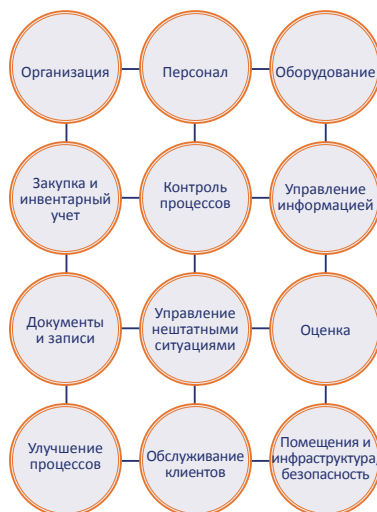 Организация
Персонал
Оборудование
Закупка и
инвентарный
учет
Контроль
процессов
Управление
информацией
Документы
и записи
Управление
нештатными
ситуациями
Оценка
Улучшение
процессов
Обслуживание
клиентов
Помещения и
инфраструктура,
безопасность